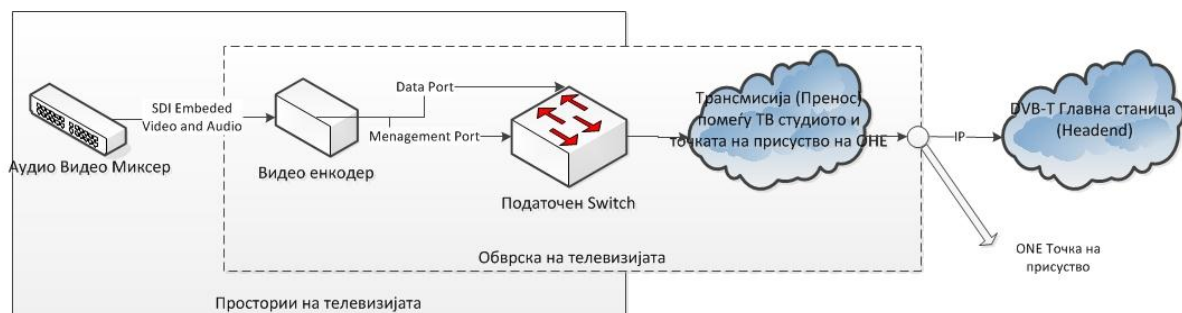 Аудио Видео Миксер
SDI Embeded
Video and Audio
Видео енкодер
Data Port
Menagement Port
Податочен Switch
Трансмисија (Пренос)
помеѓу ТВ студиото и
точката на присуство на ОНЕ
IP
DVB-T Главна станица
(Headend)
ONE Точка на
присуство
Обврска на телевизијата
Простории на телевизијата